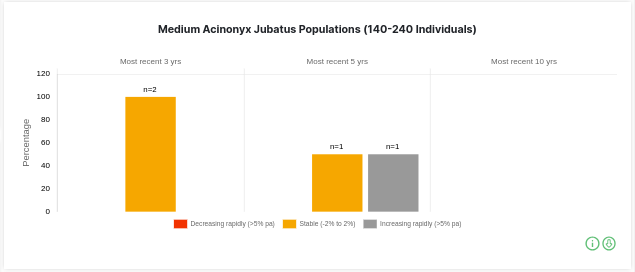 Medium Acinonyx Jubatus Populations (140-240 Individuals)
Most recent 3 yrs Most recent 5 yrs Most recent 10 yrs
Percentage
120
100
80
60
40
20
0
n=2
n=1 n=1
Decreasing rapidly (>5% pa) Stable (-2% to 2%) Increasing rapidly (>5% pa)